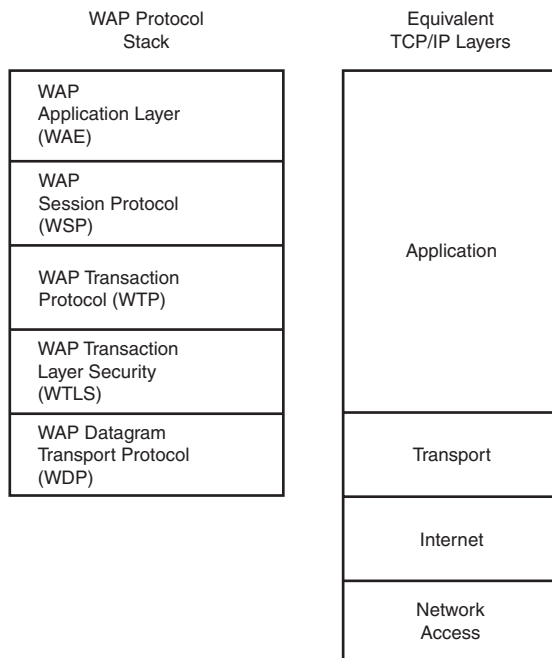 WAP Protocol
Stack
WAP
Application Layer
(WAE)
WAP
Session Protocol
(WSP)
WAP Transaction
Protocol (WTP)
WAP Transaction
Layer Security
(WTLS)
WAP Datagram
Transport Protocol
(WDP)
Equivalent
TCP/IP Layers
Application
Transport
Internet
Network
Access